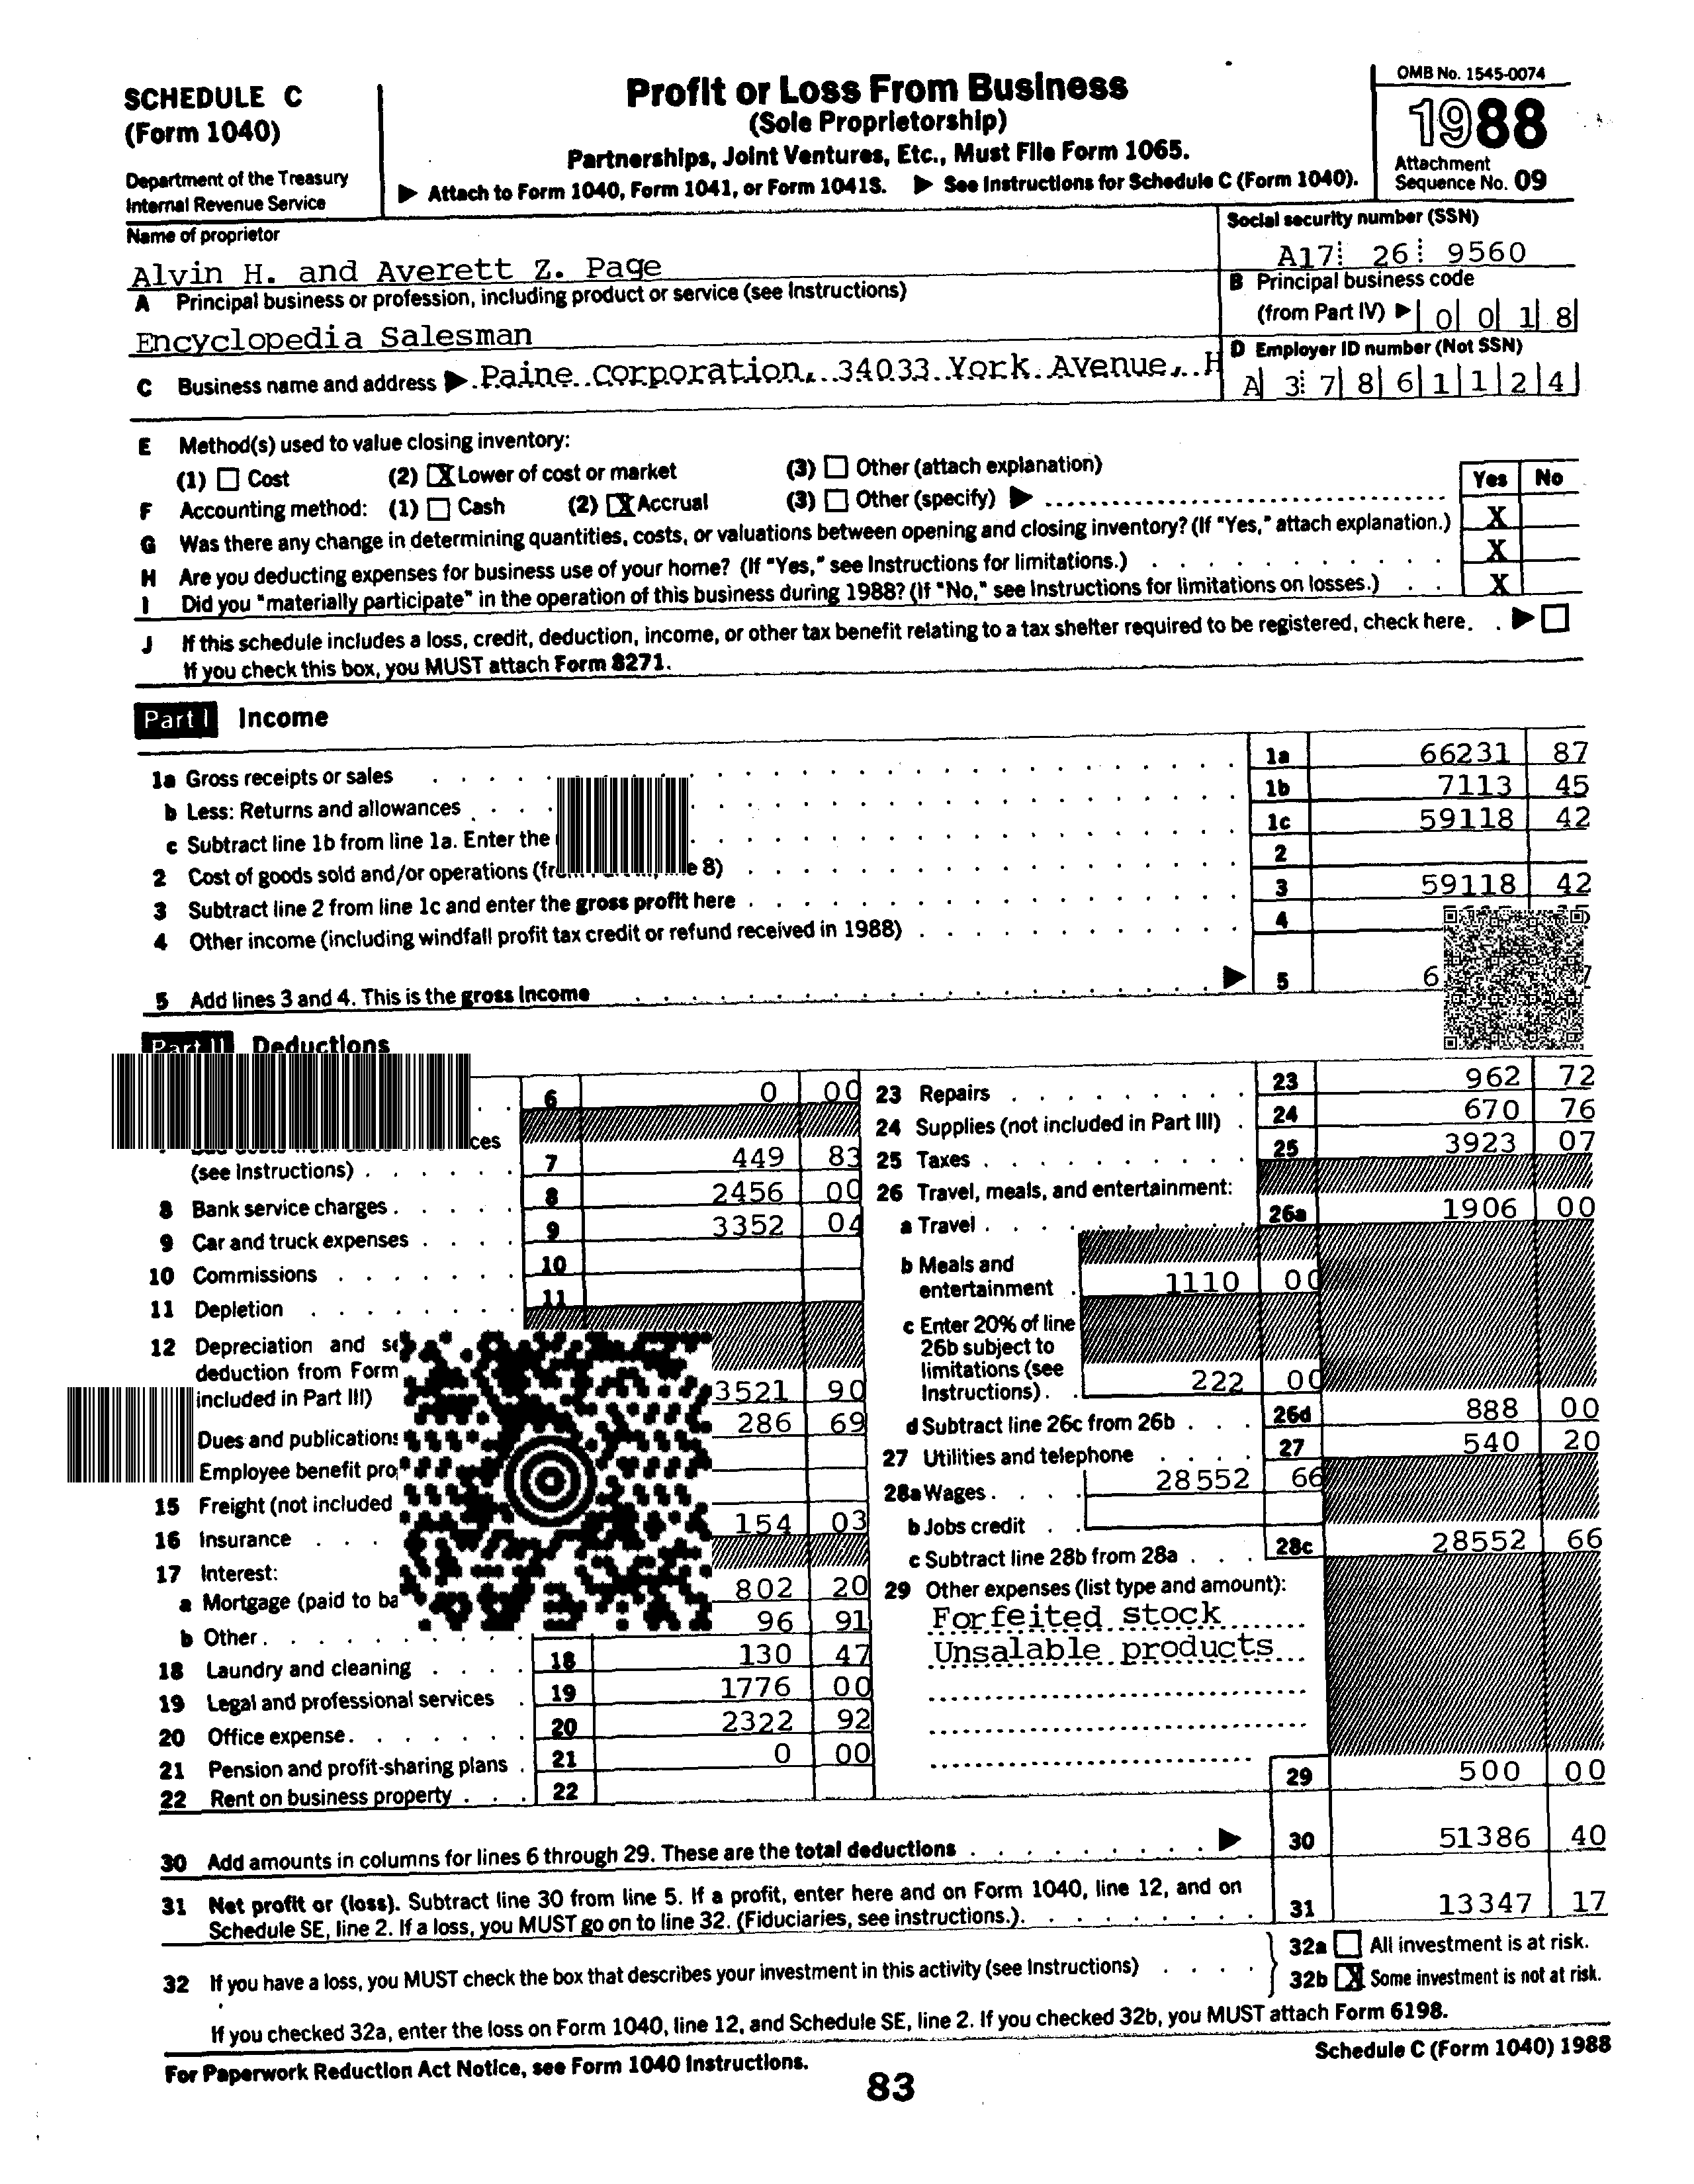 SCHEDULE C
(Form 1040)
Department of the Treasury
Internal Revenue Service
Profit or Loss From Business
(Sole Proprietorship)
Partnerships, Joint Ventures, Etc., Must File Form 1065.
▶ Attach to Form 1040, Form 1041, or Form 1041S. ▶ See Instructions for Schedule C (Form 1040).
OMB No. 1545-0074
1988
Attachment
Sequence No. 09
Name of proprietor
Alvin H. and Averett Z. Page
Social security number (SSN)
A17 26 9560
A Principal business or profession, including product or service (see Instructions)
Encyclopedia Salesman
B Principal business code
(from Part IV) ▶ 0 0 1 8
C Business name and address ▶ Paine Corporation, 34033 York Avenue, H
D Employer ID number (Not SSN)
A 3 7 8 6 1 1 2 4
E Method(s) used to value closing inventory:
(1) Cost (2) X Lower of cost or market (3) Other (attach explanation)
Yes No
F Accounting method: (1) Cash (2) X Accrual (3) Other (specify) ▶
G Was there any change in determining quantities, costs, or valuations between opening and closing inventory? (If "Yes," attach explanation.) X
H Are you deducting expenses for business use of your home? (If "Yes," see Instructions for limitations.) X
I Did you "materially participate" in the operation of this business during 1988? (If "No," see Instructions for limitations on losses.) X
J If this schedule includes a loss, credit, deduction, income, or other tax benefit relating to a tax shelter required to be registered, check here. ▶
If you check this box, you MUST attach Form 8271.
Part I Income
1a Gross receipts or sales 1a 66231 87
b Less: Returns and allowances 1b 7113 45
c Subtract line 1b from line 1a. Enter the 1c 59118 42
2 Cost of goods sold and/or operations 8) 2
3 Subtract line 2 from line 1c and enter the gross profit here 3 59118 42
4 Other income (including windfall profit tax credit or refund received in 1988) 4
5 Add lines 3 and 4. This is the gross income ▶ 5 6
Part II Deductions
6 0 00
(see Instructions) 7 449 83
8 Bank service charges 8 2456 00
9 Car and truck expenses 9 3352 04
10 Commissions 10
11 Depletion 11
12 Depreciation and
deduction from Form
included in Part III) 3521 90
Dues and publications 286 69
Employee benefit
15 Freight (not included
16 Insurance 154 03
17 Interest:
a Mortgage (paid to 802 20
b Other 96 91
18 Laundry and cleaning 18 130 47
19 Legal and professional services 19 1776 00
20 Office expense 20 2322 92
21 Pension and profit-sharing plans 21 0 00
22 Rent on business property 22
23 Repairs 23 962 72
24 Supplies (not included in Part III) 24 670 76
25 Taxes 25 3923 07
26 Travel, meals, and entertainment:
a Travel 26a 1906 00
b Meals and
entertainment 1110 00
c Enter 20% of line
26b subject to
limitations (see
Instructions) 222 00
d Subtract line 26c from 26b 26d 888 00
27 Utilities and telephone 27 540 20
28a Wages 28552 66
b Jobs credit
c Subtract line 28b from 28a 28c 28552 66
29 Other expenses (list type and amount):
Forfeited stock
Unsalable products
29 500 00
30 Add amounts in columns for lines 6 through 29. These are the total deductions ▶ 30 51386 40
31 Net profit or (loss). Subtract line 30 from line 5. If a profit, enter here and on Form 1040, line 12, and on
Schedule SE, line 2. If a loss, you MUST go on to line 32. (Fiduciaries, see instructions.) 31 13347 17
32a All investment is at risk.
32 If you have a loss, you MUST check the box that describes your investment in this activity (see Instructions)
32b X Some investment is not at risk.
If you checked 32a, enter the loss on Form 1040, line 12, and Schedule SE, line 2. If you checked 32b, you MUST attach Form 6198.
For Paperwork Reduction Act Notice, see Form 1040 Instructions.
Schedule C (Form 1040) 1988
83